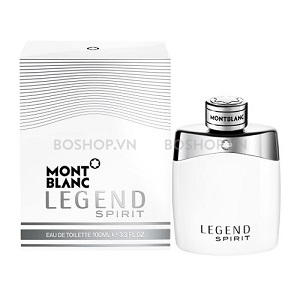 BOSHOP.VN
BOSHOP.VN
MONT
BLANC
LEGEND
SPIRIT
EAU DE TOILETTE 100ML ℮ 3.3 FL.OZ
MONTBLANC
LEGEND
SPIRIT